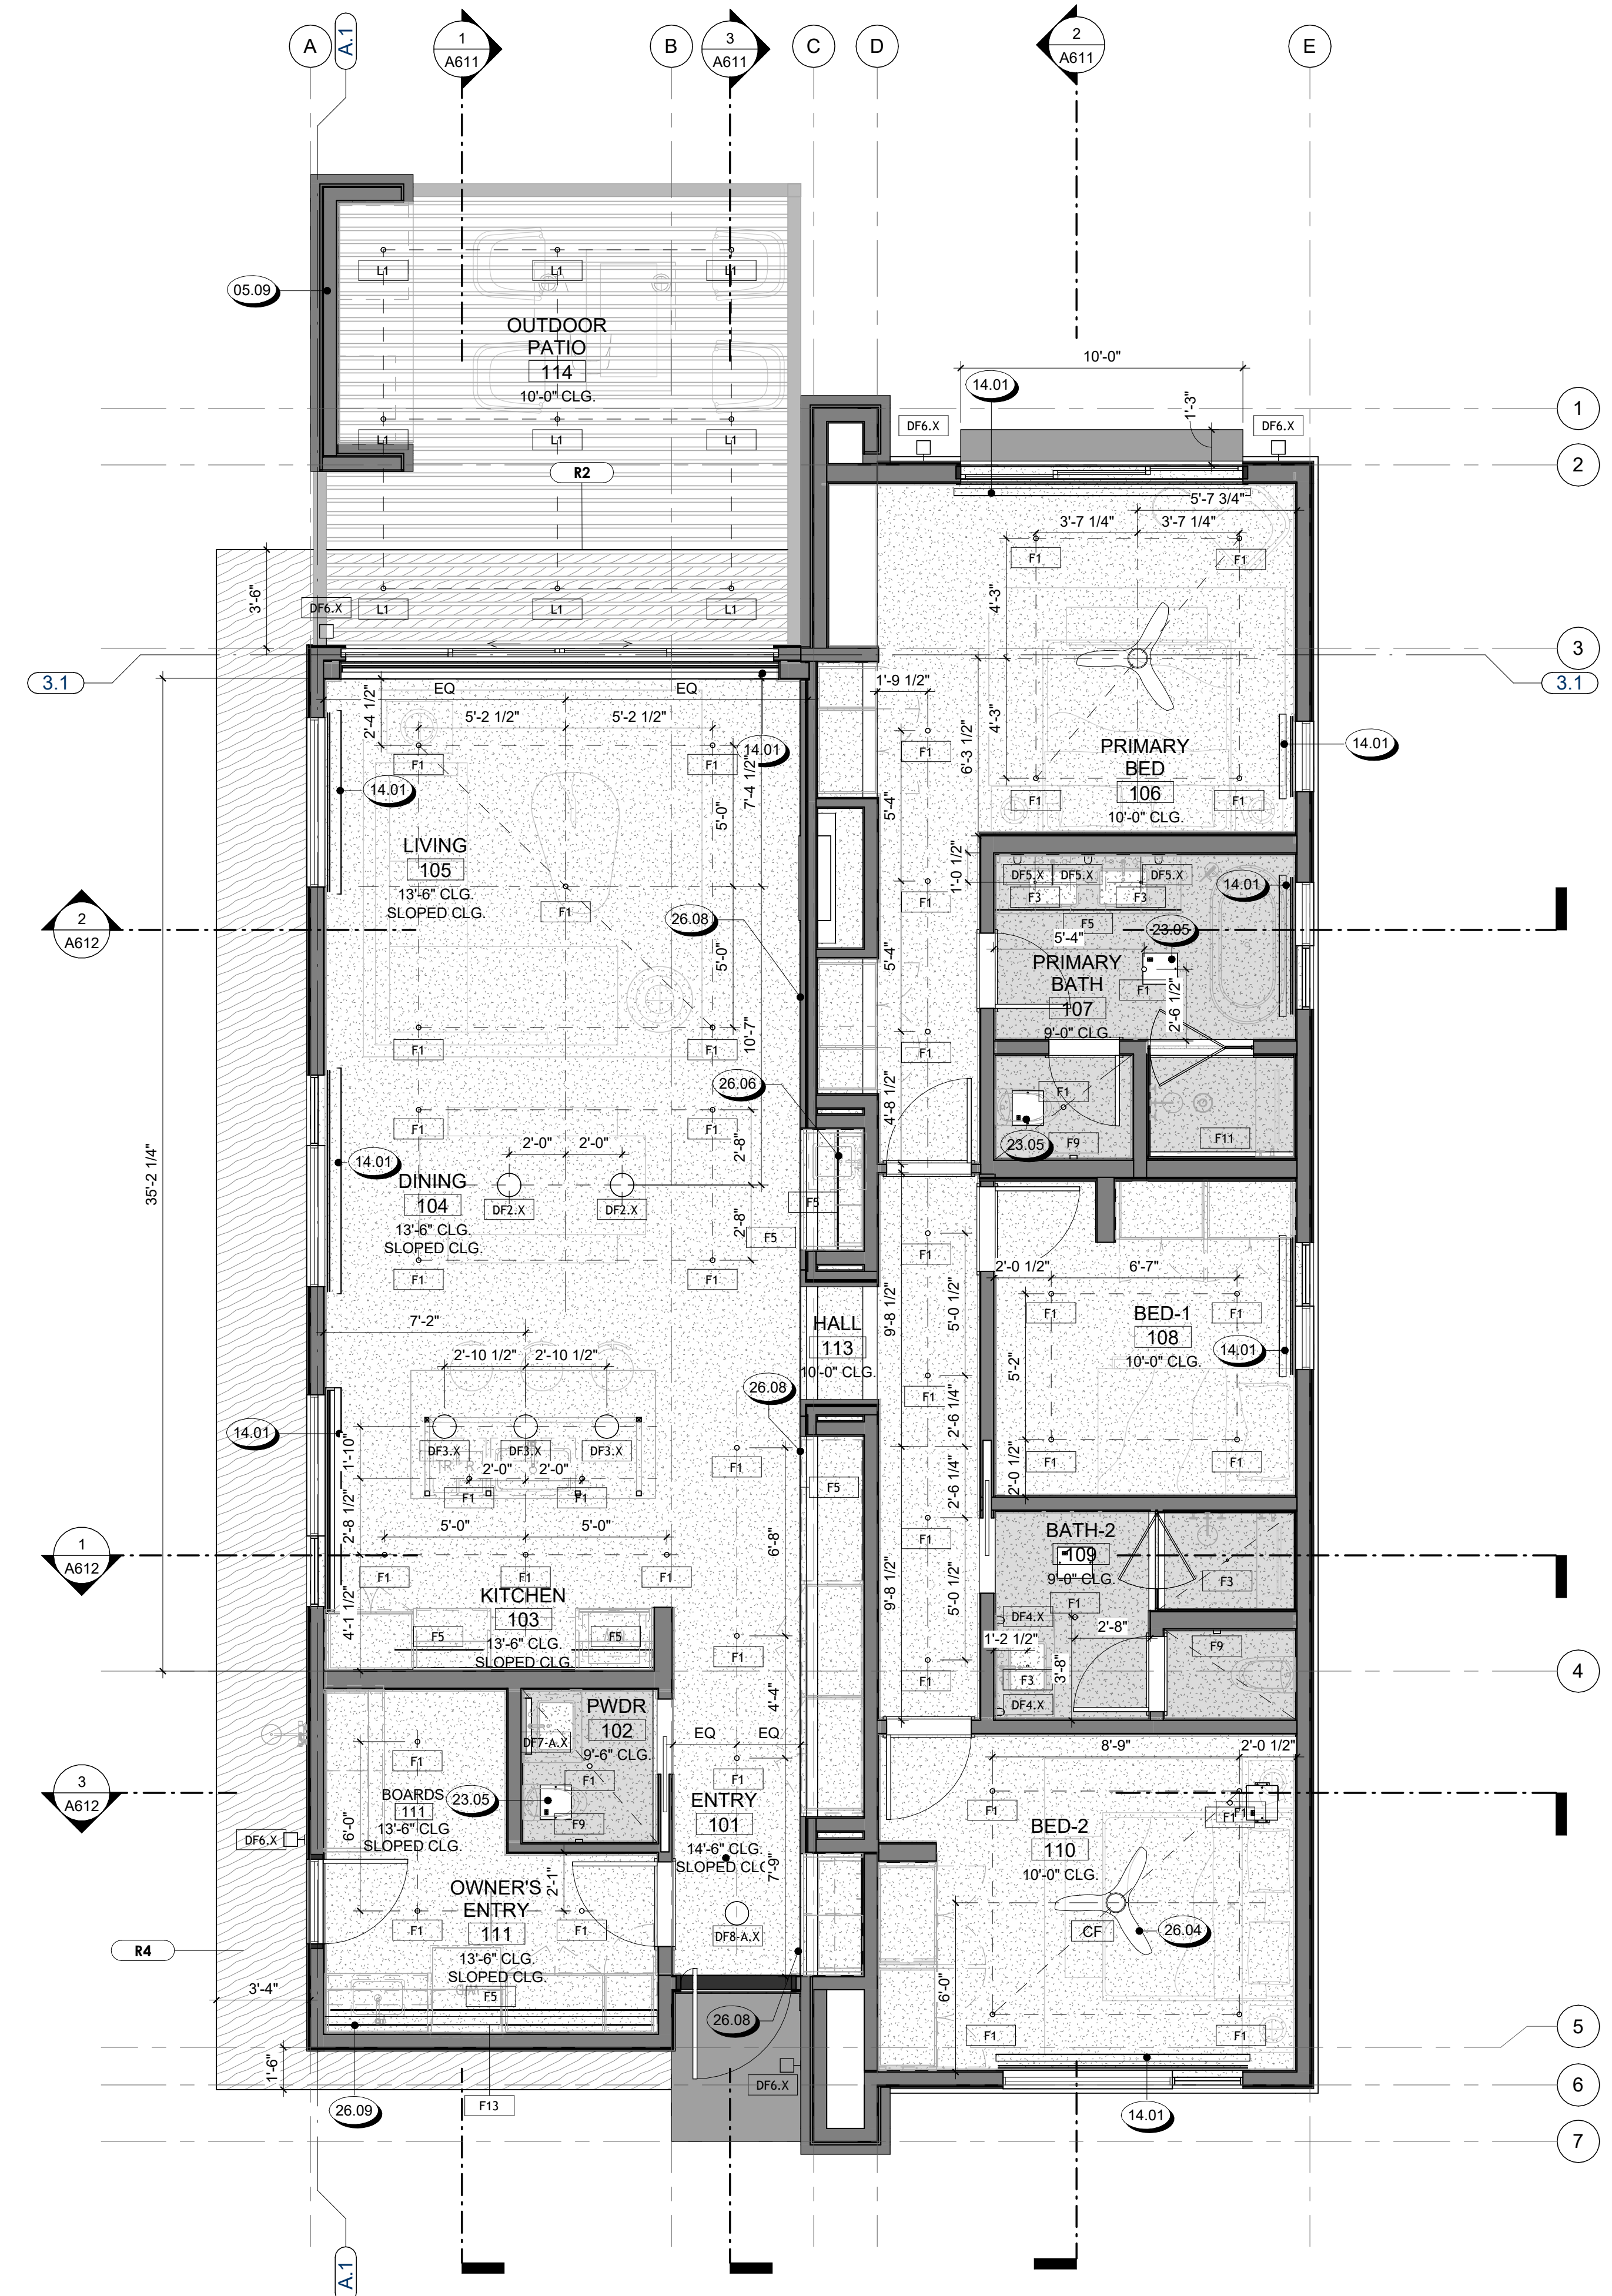 A
A.1
1
A611
B
3
A611
C
D
2
A611
E
05.09
L1
L1
L1
OUTDOOR
PATIO
114
10'-0" CLG.
L1
L1
L1
R2
10'-0"
14.01
1'-3"
DF6.X
DF6.X
1
2
5'-7 3/4"
3'-7 1/4"
3'-7 1/4"
F1
F1
3'-6"
DF6.X
L1
L1
L1
4'-3"
3
3.1
3.1
EQ
EQ
1'-9 1/2"
2'-4 1/2"
5'-2 1/2"
5'-2 1/2"
4'-3"
6'-3 1/2"
14.01
F1
F1
F1
14.01
7'-4 1/2"
PRIMARY
BED
106
10'-0" CLG.
14.01
F1
F1
5'-0"
5'-4"
LIVING
105
13'-6" CLG.
SLOPED CLG.
1'-0 1/2"
DF5.X
DF5.X
DF5.X
F3
F3
14.01
F1
F1
2
A612
26.08
F5
23.05
5'-4"
5'-0"
5'-4"
PRIMARY
BATH
107
9'-0" CLG.
F1
2'-6 1/2"
10'-7"
F1
F1
F1
26.06
4'-8 1/2"
F1
F1
F1
23.05
F9
F11
2'-0"
2'-0"
2'-8"
14.01
DINING
104
13'-6" CLG.
SLOPED CLG.
DF2.X
DF2.X
F5
F5
2'-8"
35'-2 1/4"
F1
F1
F1
2'-0 1/2"
6'-7"
7'-2"
HALL
113
10'-0" CLG.
9'-8 1/2"
5'-0 1/2"
F1
F1
BED-1
108
10'-0" CLG.
14.01
2'-10 1/2"
2'-10 1/2"
26.08
F1
5'-2"
14.01
DF3.X
DF3.X
DF3.X
1'-10"
2'-6 1/4"
F1
F1
F1
2'-0"
2'-0"
F1
F1
F5
2'-6 1/4"
2'-0 1/2"
5'-0"
5'-0"
2'-8 1/2"
6'-8"
F1
BATH-2
109
9'-0" CLG.
1
A612
F1
F1
F1
F3
F1
KITCHEN
103
13'-6" CLG.
SLOPED CLG.
4'-1 1/2"
F5
F5
F1
9'-8 1/2"
5'-0 1/2"
DF4.X
2'-8"
1'-2 1/2"
F9
F1
F3
3'-8"
DF4.X
4
4'-4"
PWDR
102
9'-6" CLG.
DF7-A.X
EQ
EQ
8'-9"
2'-0 1/2"
F1
F1
F1
3
A612
BOARDS
111
13'-6" CLG
SLOPED CLG.
23.05
F9
ENTRY
101
14'-6" CLG.
SLOPED CLG
F1
F1
F1
BED-2
110
10'-0" CLG.
DF6.X
6'-0"
7'-9"
2'-1"
OWNER'S
ENTRY
111
13'-6" CLG.
SLOPED CLG.
F1
F1
DF8-A.X
CF
26.04
R4
3'-4"
F5
6'-0"
26.08
F1
F1
5
1'-6"
DF6.X
6
26.09
F13
14.01
7
A.1